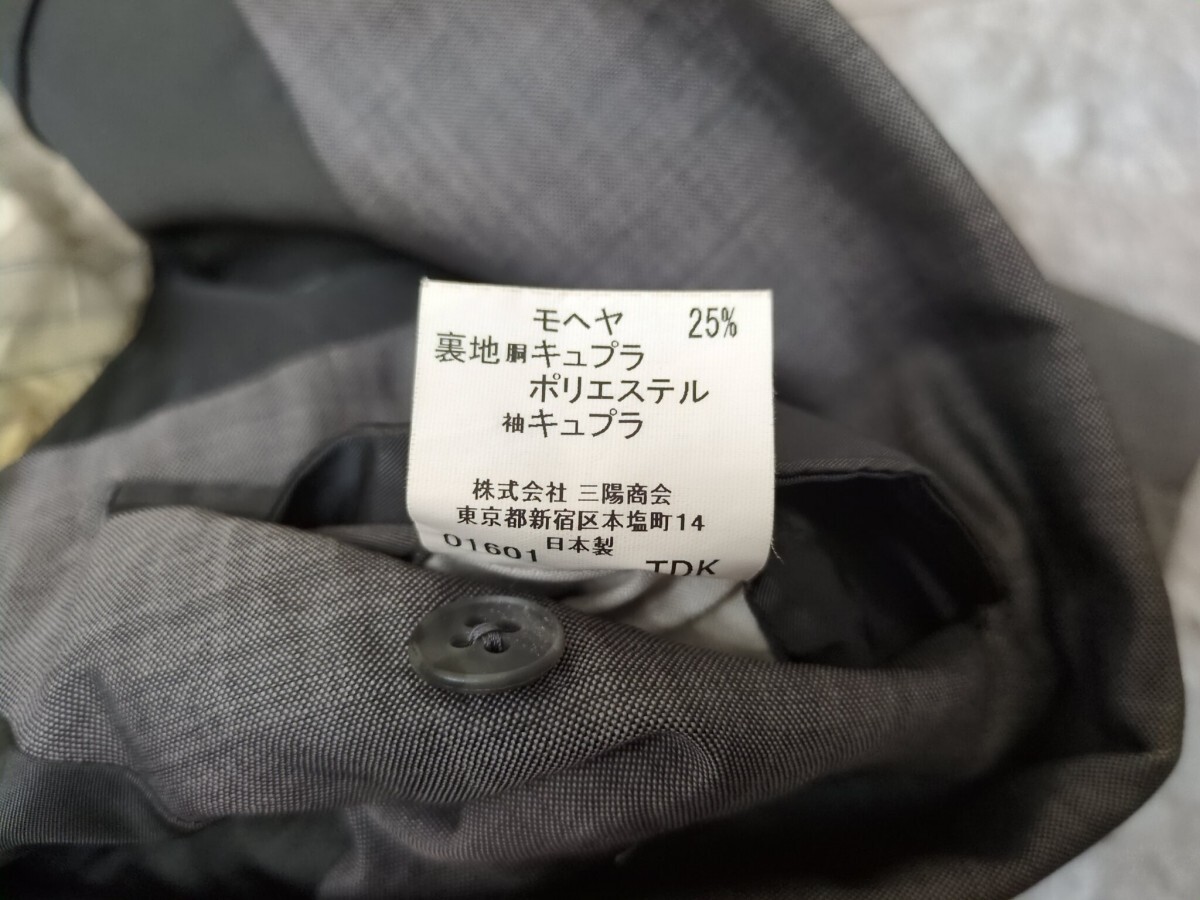 モヘヤ 25%
裏地 胴キュプラ
ポリエステル
袖キュプラ
株式会社 三陽商会
東京都新宿区本塩町14
日本製
01601 TDK